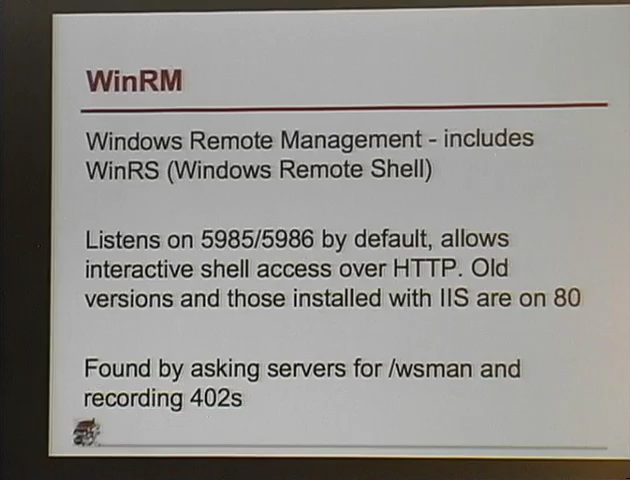 WinRM
Windows Remote Management - includes
WinRS (Windows Remote Shell)
Listens on 5985/5986 by default, allows
interactive shell access over HTTP. Old
versions and those installed with IIS are on 80
Found by asking servers for /wsman and
recording 402s